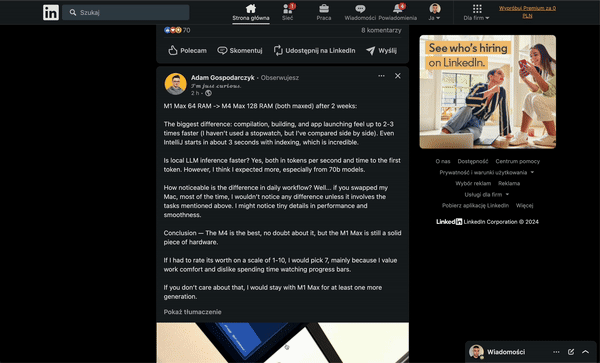 in
Szukaj
Strona główna
1
Sieć
Praca
Wiadomości
6
Powiadomienia
Ja
Dla firm
Wypróbuj Premium za 0
PLN
70
8 komentarzy
Polecam
Skomentuj
Udostępnij na LinkedIn
Wyślij
Adam Gospodarczyk • Obserwujesz
I'm just curious.
2 h •
M1 Max 64 RAM -> M4 Max 128 RAM (both maxed) after 2 weeks:
The biggest difference: compilation, building, and app launching feel up to 2-3
times faster (I haven't used a stopwatch, but I've compared side by side). Even
IntelliJ starts in about 3 seconds with indexing, which is incredible.
Is local LLM inference faster? Yes, both in tokens per second and time to the first
token. However, I think I expected more, especially from 70b models.
How noticeable is the difference in daily workflow? Well... if you swapped my
Mac, most of the time, I wouldn't notice any difference unless it involves the
tasks mentioned above. I might notice tiny details in performance and
smoothness.
Conclusion — The M4 is the best, no doubt about it, but the M1 Max is still a solid
piece of hardware.
If I had to rate its worth on a scale of 1-10, I would pick 7, mainly because I value
work comfort and dislike spending time watching progress bars.
If you don't care about that, I would stay with M1 Max for at least one more
generation.
Pokaż tłumaczenie
See who's hiring
on LinkedIn.
O nas
Dostępność
Centrum pomocy
Prywatność i warunki użytkowania
Wybór reklam
Reklama
Usługi dla firm
Pobierz aplikację LinkedIn
Więcej
LinkedIn LinkedIn Corporation © 2024
Wiadomości